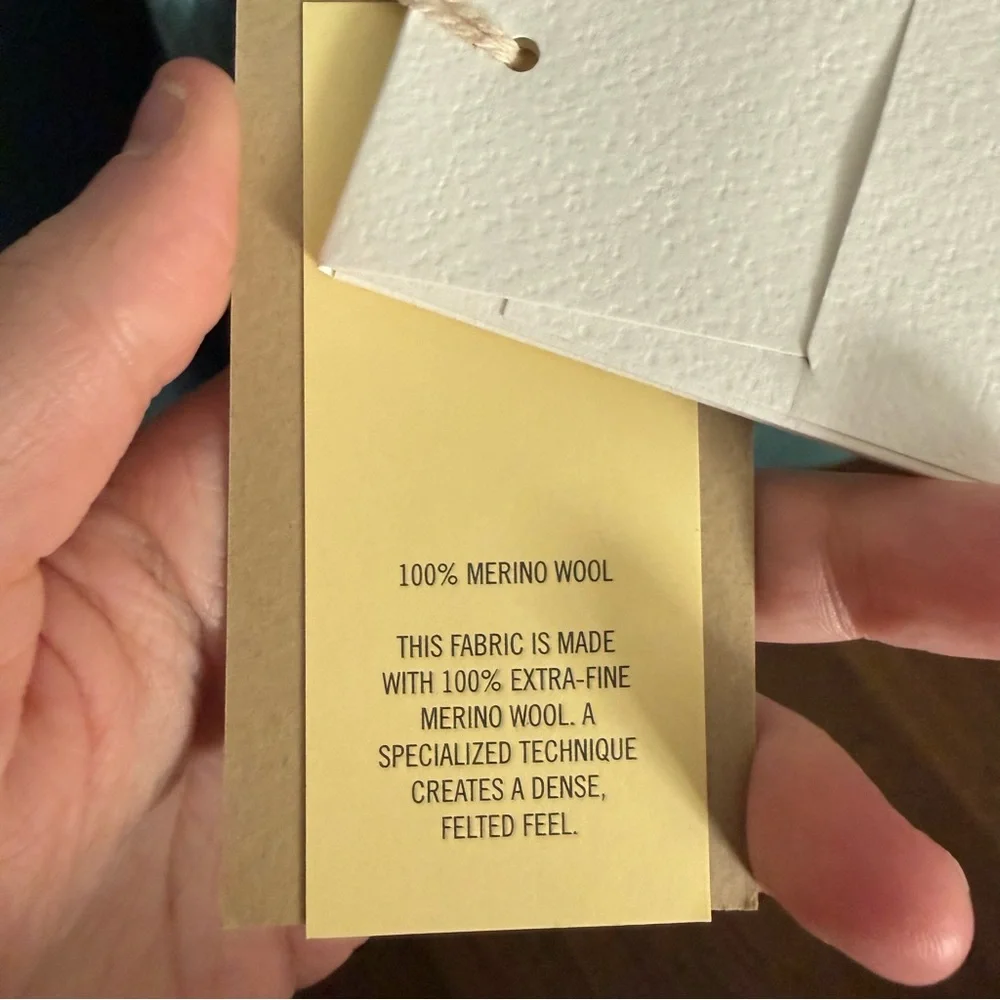 100% MERINO WOOL
THIS FABRIC IS MADE
WITH 100% EXTRA-FINE
MERINO WOOL. A
SPECIALIZED TECHNIQUE
CREATES A DENSE,
FELTED FEEL.